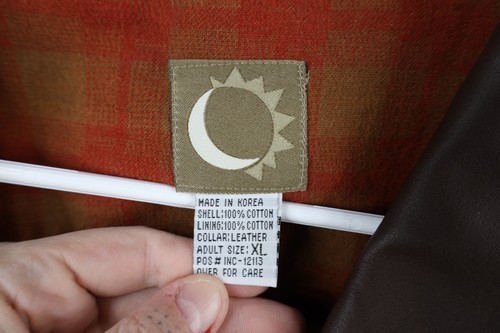 MADE IN KOREA
SHELL:100% COTTON
LINING:100% COTTON
COLLAR:LEATHER
ADULT SIZE: XL
POS# INC-12113
OVER FOR CARE